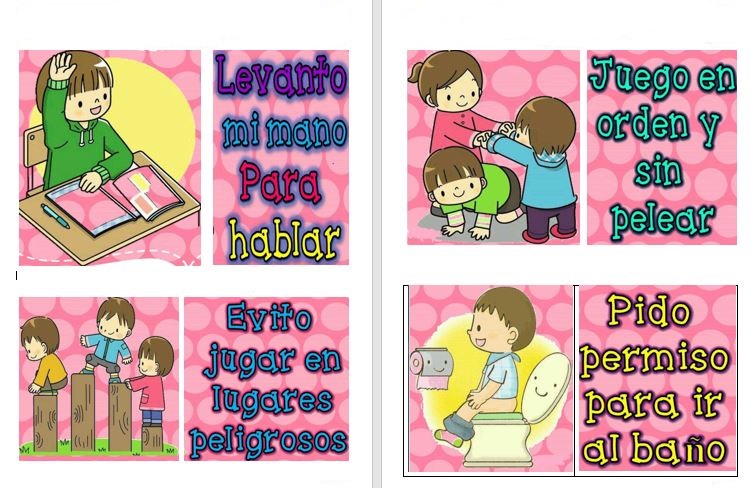 Levanto
mi mano
Para
hablar
Juego en
orden y
sin
pelear
Evito
jugar en
lugares
peligrosos
Pido
permiso
para ir
al baño